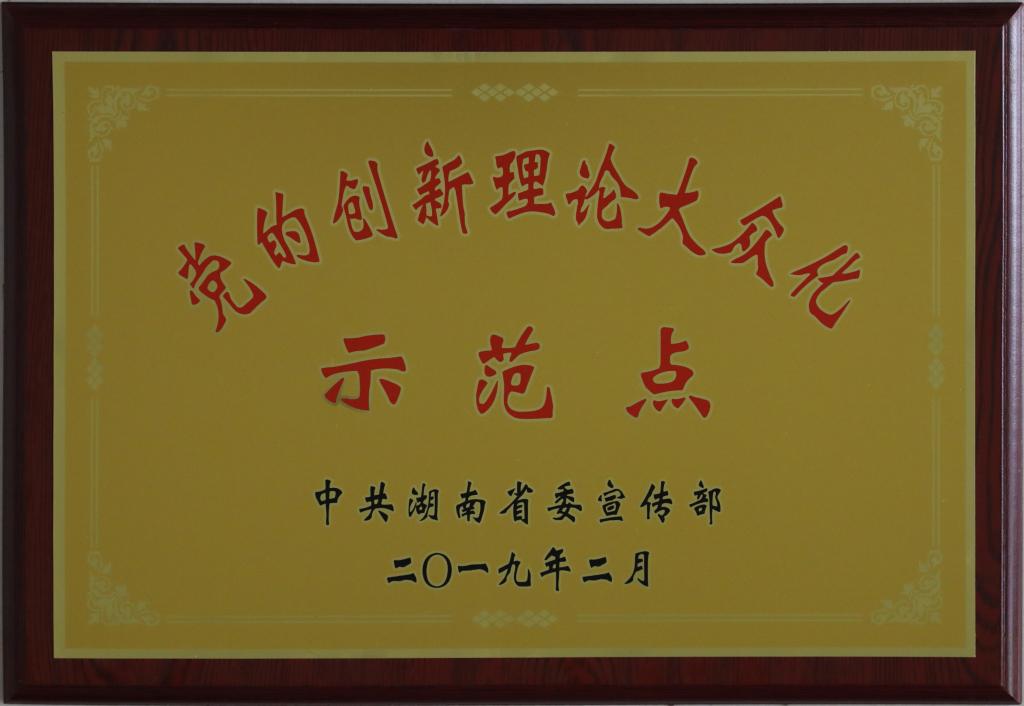 党的创新理论大众化
示范点
中共湖南省委宣传部
二〇一九年二月